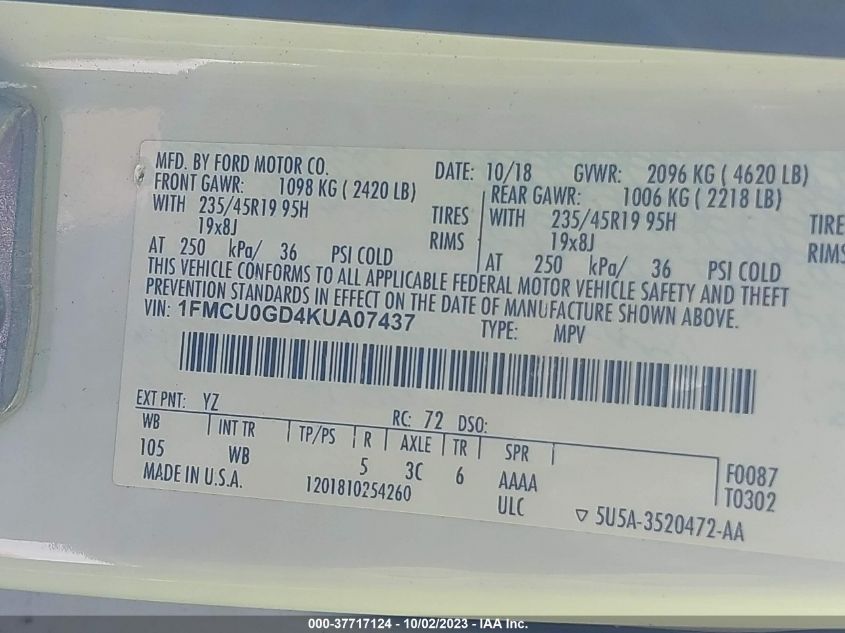 MFD. BY FORD MOTOR CO. DATE: 10/18 GVWR: 2096 KG ( 4620 LB)
FRONT GAWR: 1098 KG ( 2420 LB) REAR GAWR: 1006 KG ( 2218 LB)
WITH 235/45R19 95H TIRES WITH 235/45R19 95H TIRES
19x8J RIMS 19x8J RIMS
AT 250 kPa/ 36 PSI COLD AT 250 kPa/ 36 PSI COLD
THIS VEHICLE CONFORMS TO ALL APPLICABLE FEDERAL MOTOR VEHICLE SAFETY AND THEFT
PREVENTION STANDARDS IN EFFECT ON THE DATE OF MANUFACTURE SHOWN ABOVE.
VIN: 1FMCU0GD4KUA07437 TYPE: MPV
EXT PNT: YZ RC: 72 DSO:
WB INT TR TP/PS R AXLE TR SPR
105 WB 5 3C 6 AAAA F0087
MADE IN U.S.A. 1201810254260 ULC T0302
5U5A-3520472-AA
000-37717124 - 10/02/2023 - IAA Inc.